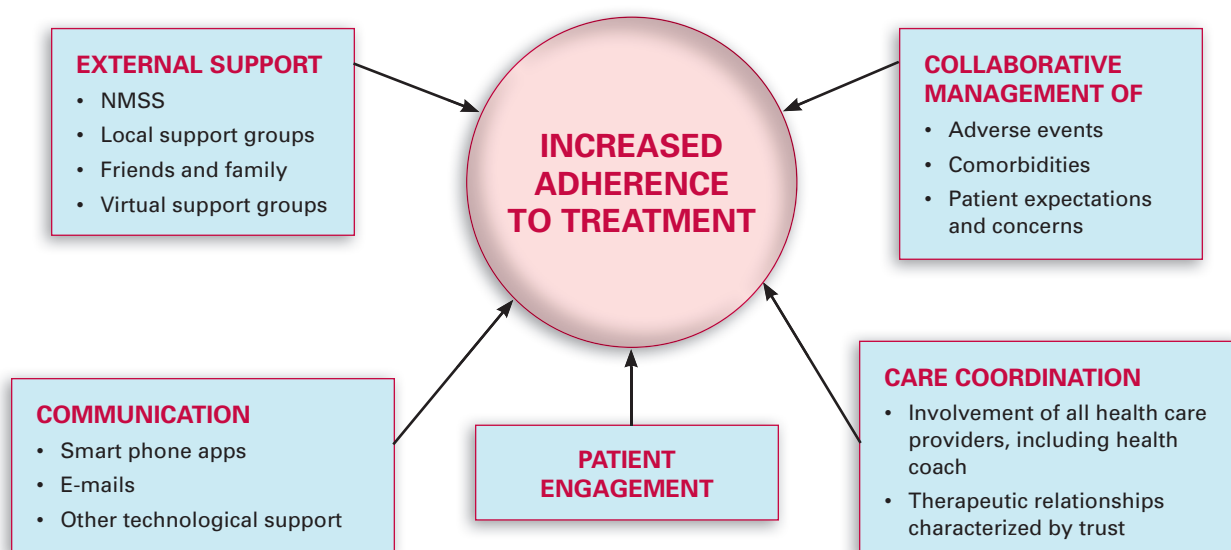 EXTERNAL SUPPORT
• NMSS
• Local support groups
• Friends and family
• Virtual support groups
INCREASED
ADHERENCE
TO TREATMENT
COLLABORATIVE
MANAGEMENT OF
• Adverse events
• Comorbidities
• Patient expectations
and concerns
COMMUNICATION
• Smart phone apps
• E-mails
• Other technological support
PATIENT
ENGAGEMENT
CARE COORDINATION
• Involvement of all health care
providers, including health
coach
• Therapeutic relationships
characterized by trust